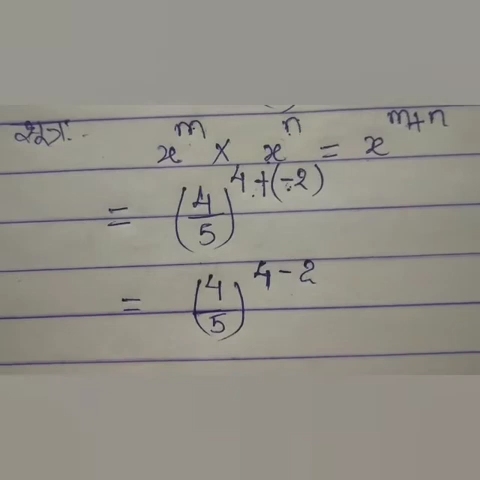 সূত্র:- x^m × x^n = x^{m+n}
= (4/5)^{4+(-2)}
= (4/5)^{4-2}